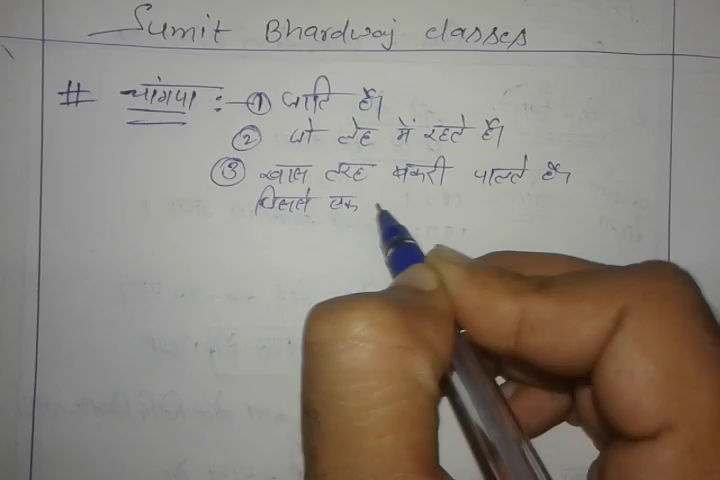 Sumit Bhardwaj classes
# चांगपा :- ① जाति है।
② जो लेह में रहते है।
③ खास तरह बकरी पालते है।
जिससे एक